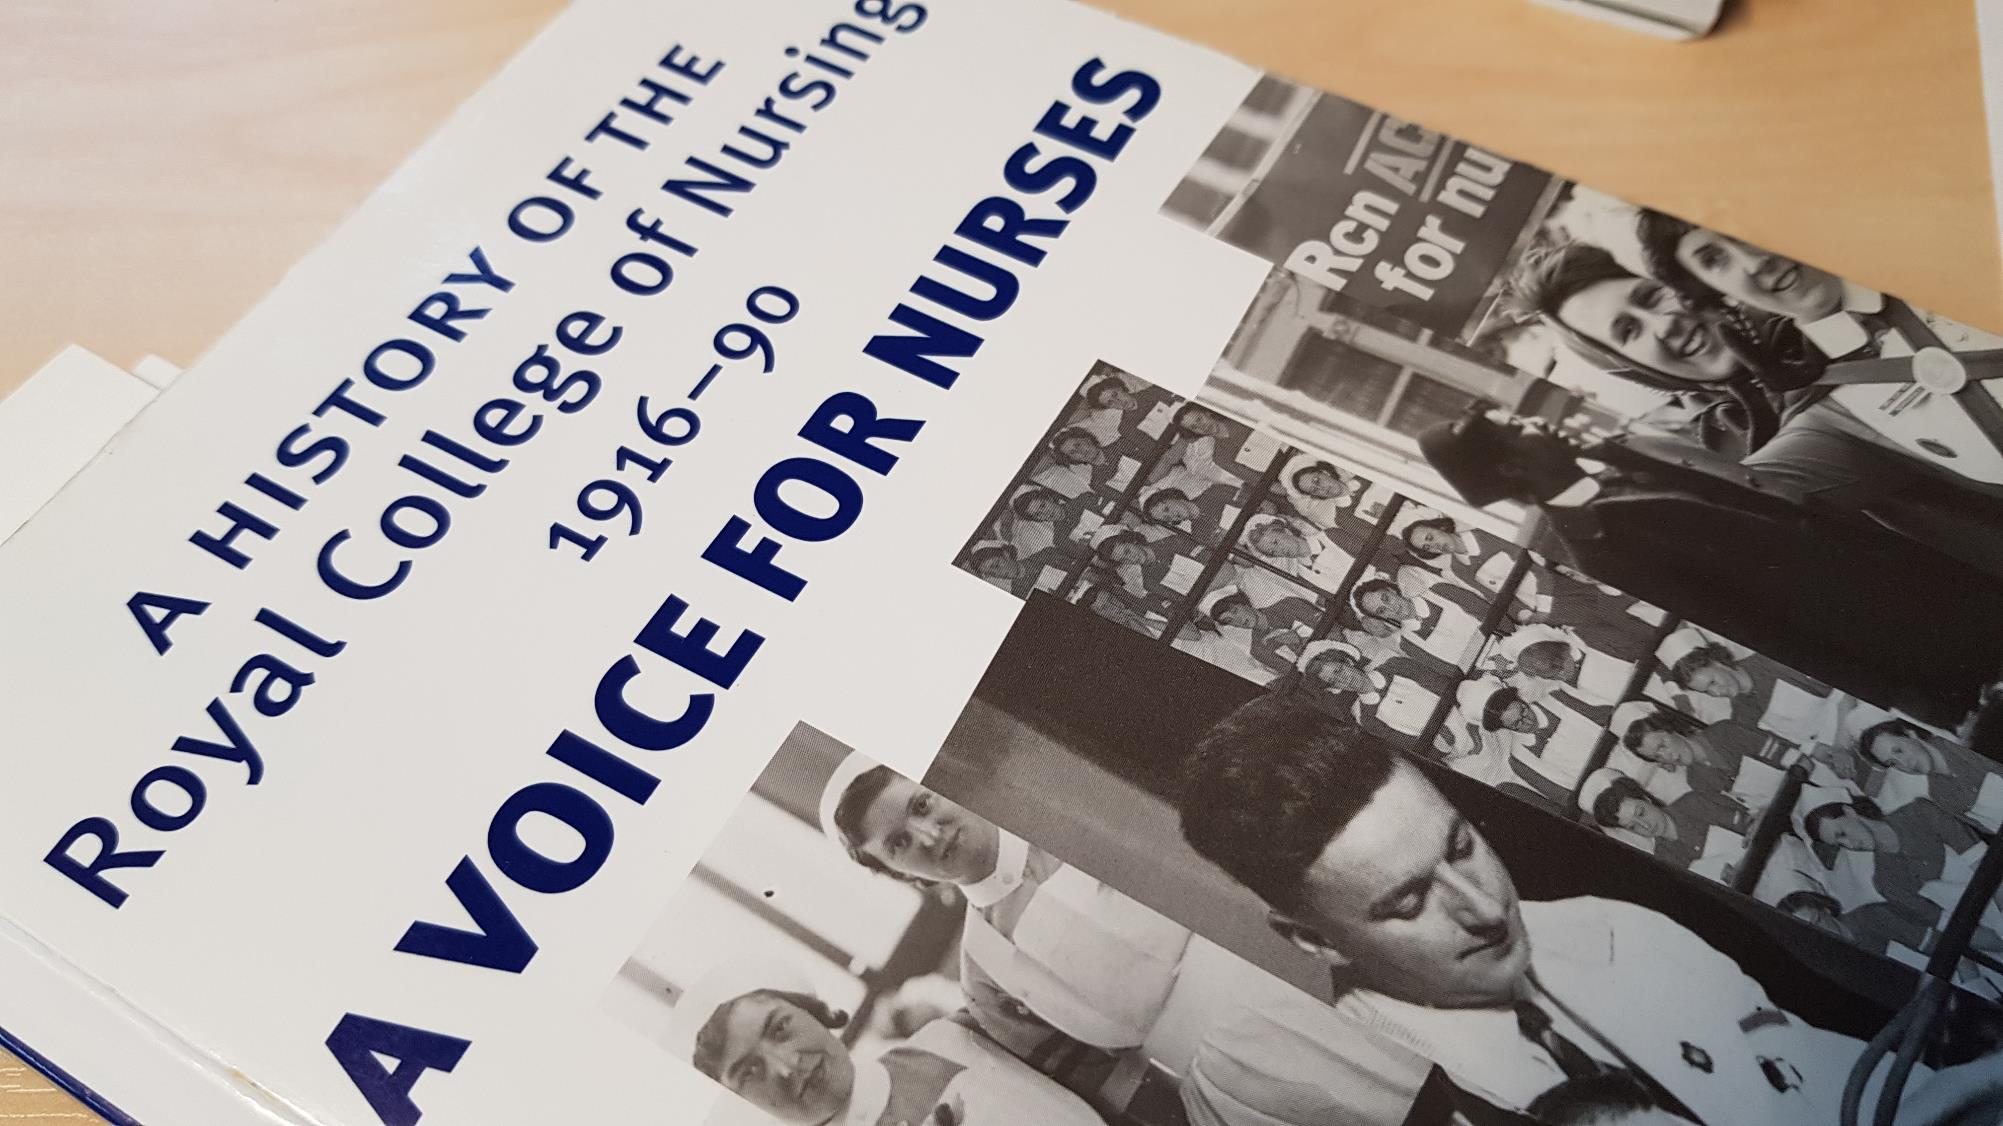 A HISTORY OF THE
Royal College of Nursing
1916–90
A VOICE FOR NURSES
Rcn
for